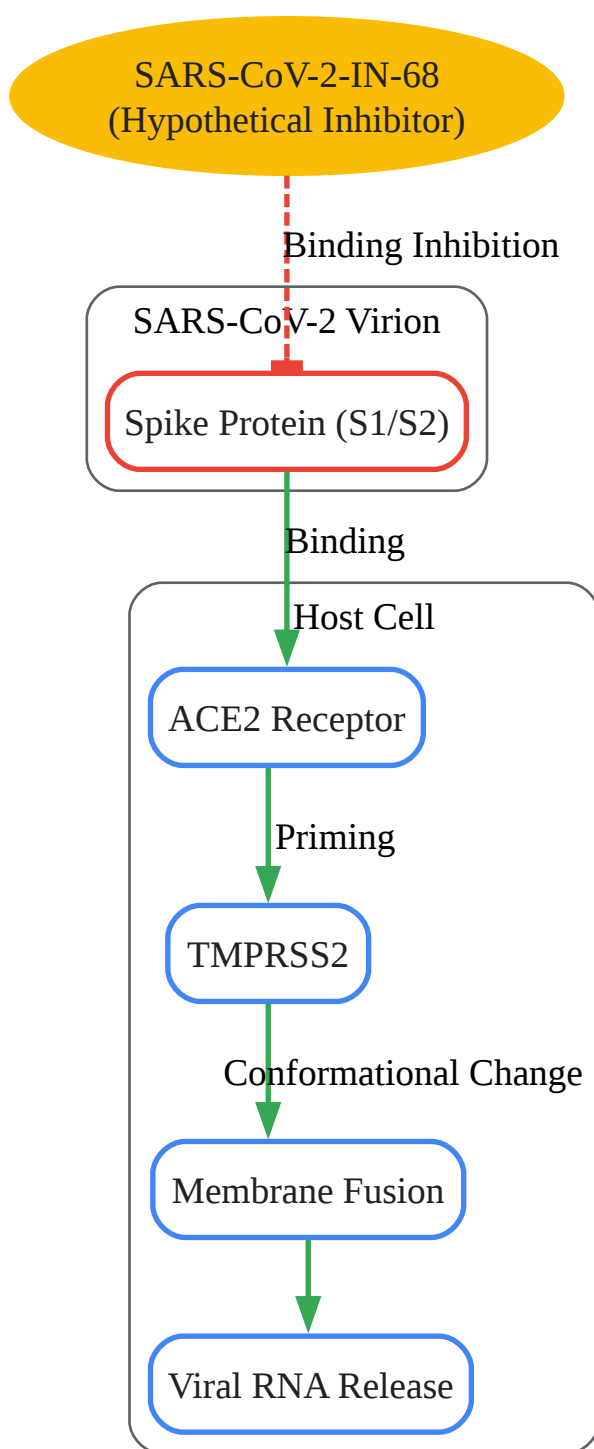 SARS-CoV-2-IN-68
(Hypothetical Inhibitor)
Binding Inhibition
SARS-CoV-2 Virion
Spike Protein (S1/S2)
Binding
Host Cell
ACE2 Receptor
Priming
TMPRSS2
Conformational Change
Membrane Fusion
Viral RNA Release